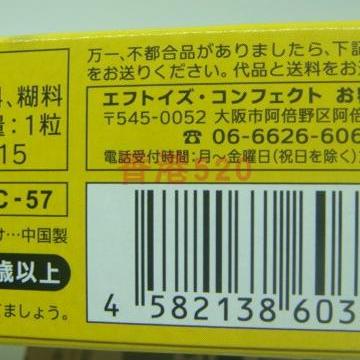 万一、不都合品がありましたら、下
をお送りください。代品と送料をお
エフトイズ・コンフェクト お
〒545-0052 大阪市阿倍野区阿倍
☎ 06-6626-606
電話受付時間:月~金曜日(祝日を除く)
、糊料
量:1粒
15
香港520
C-57
け…中国製
歳以上
てましょう。
4 582138 603